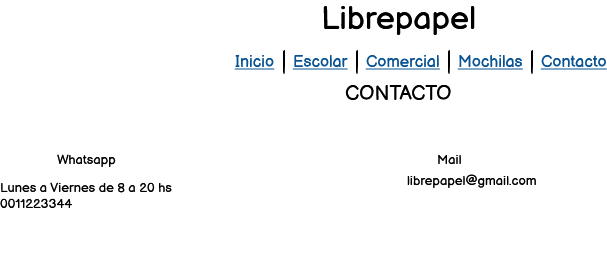 Librepapel
Inicio | Escolar | Comercial | Mochilas | Contacto
CONTACTO
Whatsapp
Lunes a Viernes de 8 a 20 hs
0011223344
Mail
librepapel@gmail.com